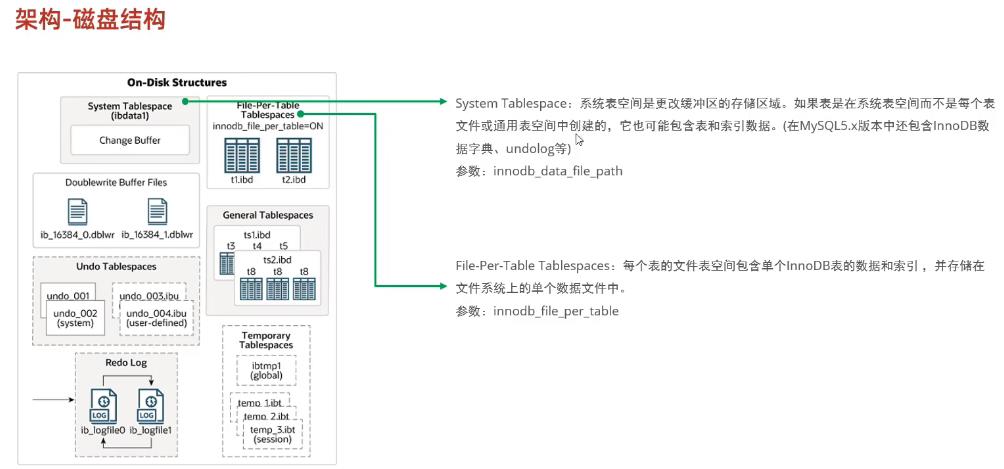 架构-磁盘结构
On-Disk Structures
System Tablespace
(ibdata1)
Change Buffer
File-Per-Table
Tablespaces
innodb_file_per_table=ON
t1.ibd
t2.ibd
Doublewrite Buffer Files
ib_16384_0.dblwr
ib_16384_1.dblwr
General Tablespaces
ts1.ibd
t3
t4
t5
ts2.ibd
t8
t8
t8
Undo Tablespaces
undo_001
undo_002
(system)
undo_003.ibu
undo_004.ibu
(user-defined)
Temporary
Tablespaces
ibtmp1
(global)
temp_1.ibt
temp_2.ibt
temp_3.ibt
(session)
Redo Log
LOG
LOG
ib_logfile0
ib_logfile1
System Tablespace：系统表空间是更改缓冲区的存储区域。如果表是在系统表空间而不是每个表
文件或通用表空间中创建的，它也可能包含表和索引数据。(在MySQL5.x版本中还包含InnoDB数
据字典、undolog等)
参数：innodb_data_file_path
File-Per-Table Tablespaces：每个表的文件表空间包含单个InnoDB表的数据和索引 ，并存储在
文件系统上的单个数据文件中。
参数：innodb_file_per_table